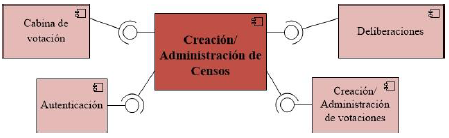 Cabina de
votación
Creación/
Administración de
Censos
Deliberaciones
Autenticación
Creación/
Administración
de votaciones